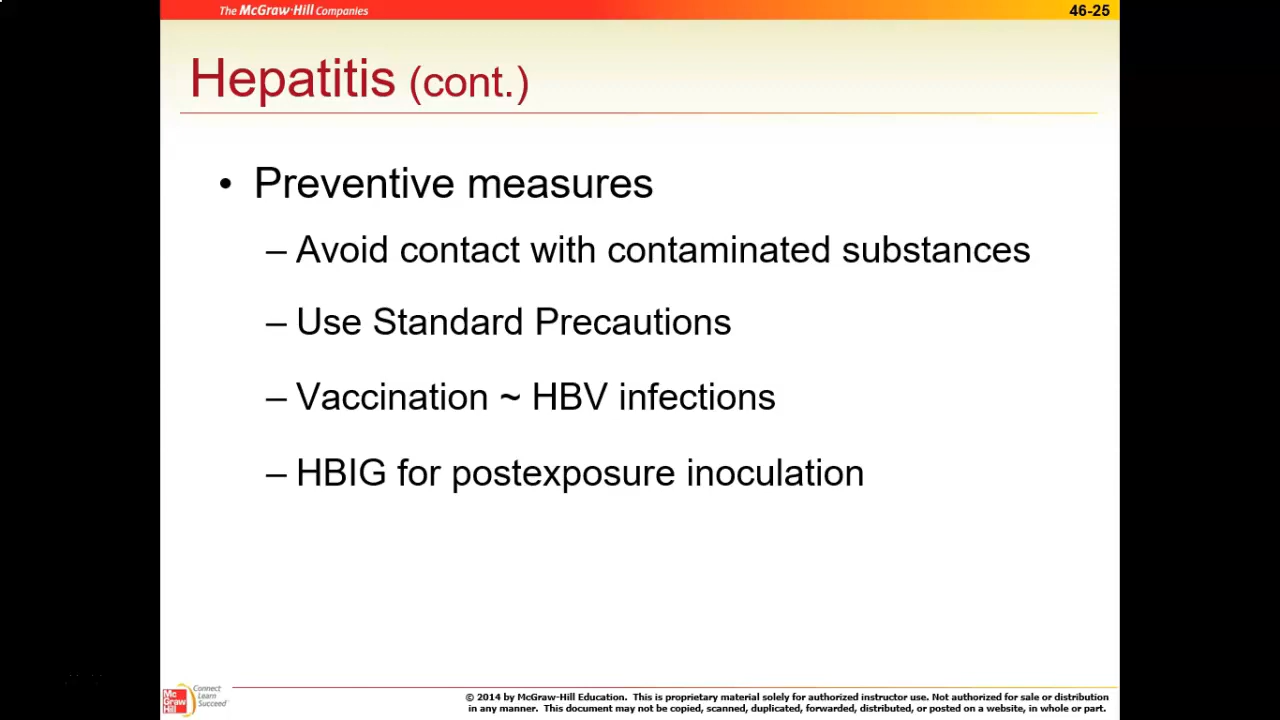 The McGraw·Hill Companies
46-25
Hepatitis (cont.)
• Preventive measures
– Avoid contact with contaminated substances
– Use Standard Precautions
– Vaccination ~ HBV infections
– HBIG for postexposure inoculation
Mc
Graw
Hill
Connect
Learn
Succeed
© 2014 by McGraw-Hill Education. This is proprietary material solely for authorized instructor use. Not authorized for sale or distribution
in any manner. This document may not be copied, scanned, duplicated, forwarded, distributed, or posted on a website, in whole or part.